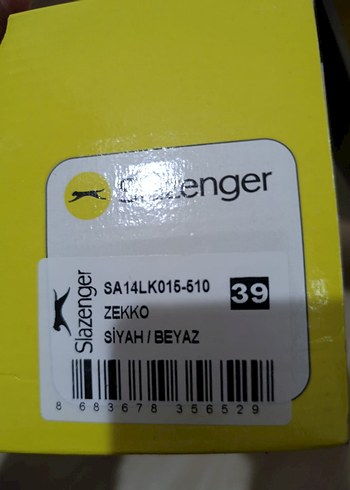 Slazenger
Slazenger
SA14LK015-510
39
ZEKKO
SİYAH / BEYAZ
8 683678 356529